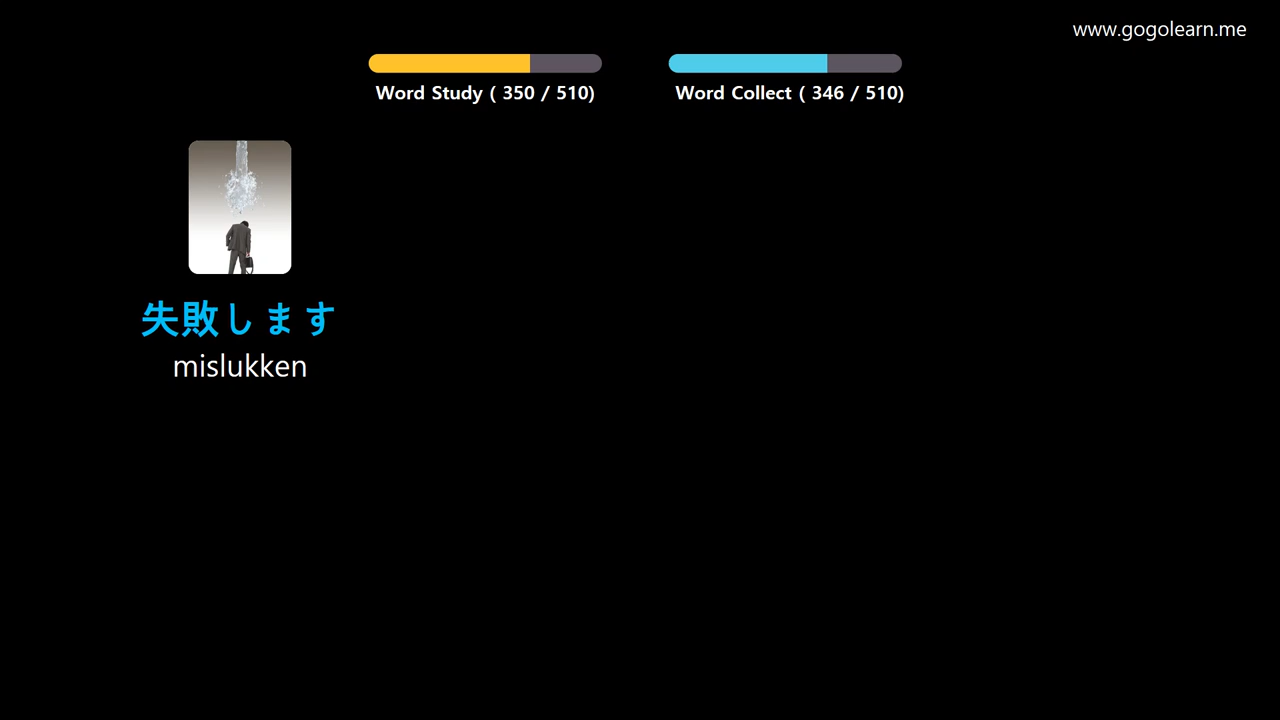 www.gogolearn.me
Word Study ( 350 / 510)
Word Collect ( 346 / 510)
失敗します
mislukken